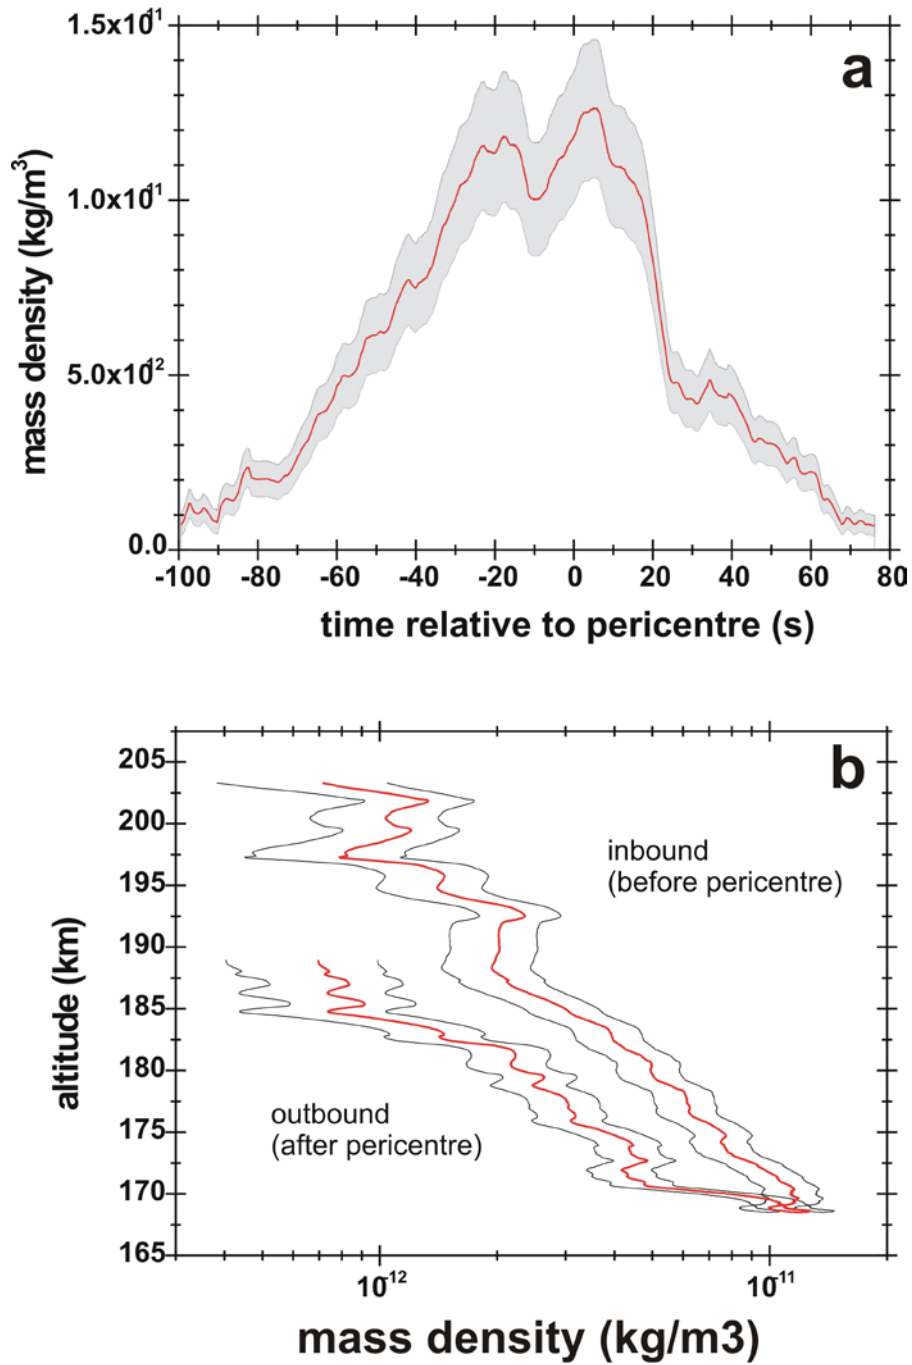 1.5x10⁻¹¹
a
1.0x10⁻¹¹
5.0x10⁻¹²
0.0
mass density (kg/m³)
-100 -80 -60 -40 -20 0 20 40 60 80
time relative to pericentre (s)
b
205
200
195
190
185
180
175
170
165
altitude (km)
inbound
(before pericentre)
outbound
(after pericentre)
10⁻¹² 10⁻¹¹
mass density (kg/m3)